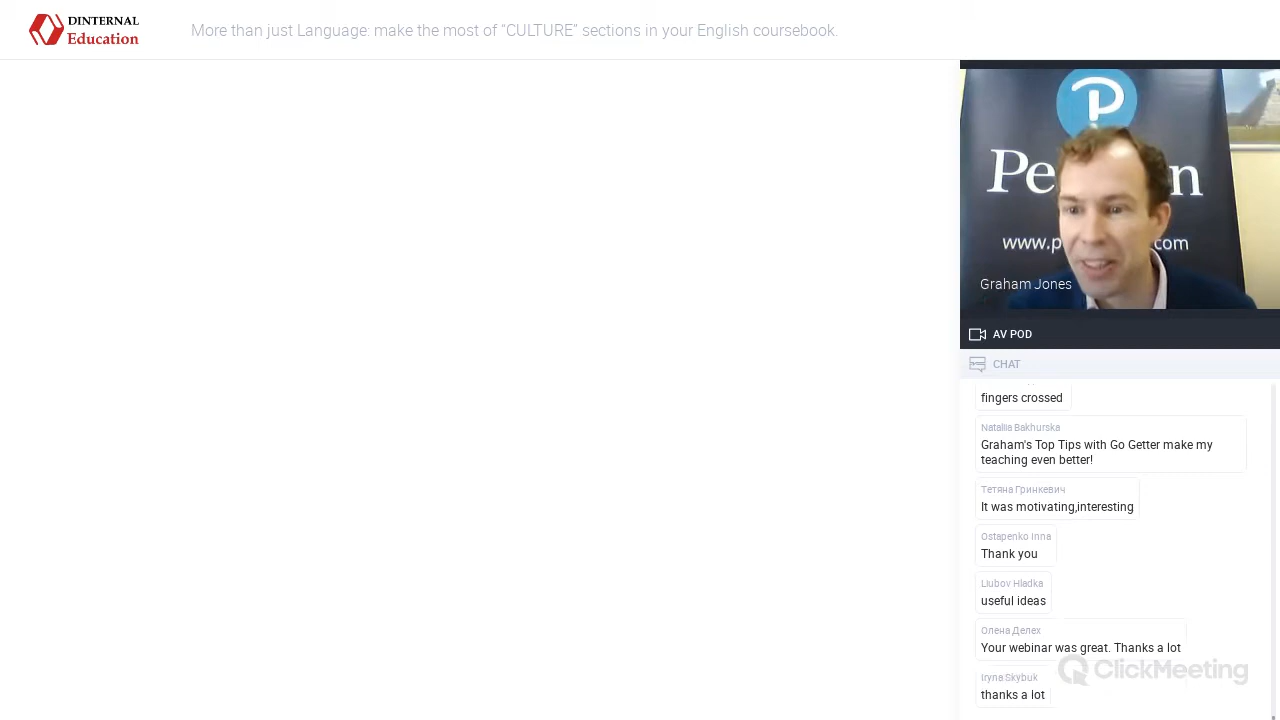 DINTERNAL
Education
More than just Language: make the most of “CULTURE” sections in your English coursebook.
Pe n
www.p .com
Graham Jones
AV POD
CHAT
fingers crossed
Nataliia Bakhurska
Graham's Top Tips with Go Getter make my
teaching even better!
Тетяна Гринкевич
It was motivating,interesting
Ostapenko Inna
Thank you
Liubov Hladka
useful ideas
Олена Делех
Your webinar was great. Thanks a lot
ClickMeeting
Iryna Skybuk
thanks a lot